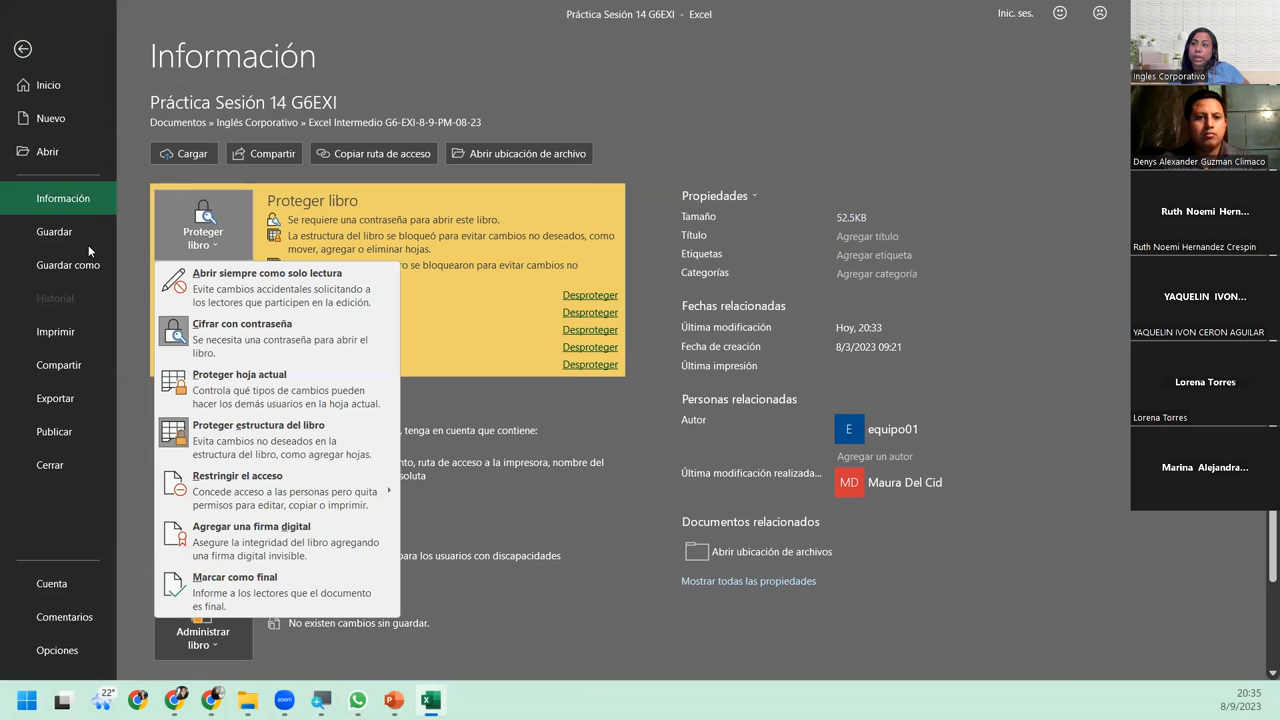 Práctica Sesión 14 G6EXI - Excel
Inic. ses.
Información
Inicio
Nuevo
Abrir
Información
Guardar
Guardar como
Historial
Imprimir
Compartir
Exportar
Publicar
Cerrar
Cuenta
Comentarios
Opciones
Práctica Sesión 14 G6EXI
Documentos » Inglés Corporativo » Excel Intermedio G6-EXI-8-9-PM-08-23
Cargar
Compartir
Copiar ruta de acceso
Abrir ubicación de archivo
Proteger
libro
Proteger libro
Se requiere una contraseña para abrir este libro.
La estructura del libro se bloqueó para evitar cambios no deseados, como
mover, agregar o eliminar hojas.
ro se bloquearon para evitar cambios no
Desproteger
Desproteger
Desproteger
Desproteger
Desproteger
Abrir siempre como solo lectura
Evite cambios accidentales solicitando a
los lectores que participen en la edición.
Cifrar con contraseña
Se necesita una contraseña para abrir el
libro.
Proteger hoja actual
Controla qué tipos de cambios pueden
hacer los demás usuarios en la hoja actual.
Proteger estructura del libro
Evita cambios no deseados en la
estructura del libro, como agregar hojas.
Restringir el acceso
Concede acceso a las personas pero quita
permisos para editar, copiar o imprimir.
Agregar una firma digital
Asegure la integridad del libro agregando
una firma digital invisible.
Marcar como final
Informe a los lectores que el documento
es final.
, tenga en cuenta que contiene:
nto, ruta de acceso a la impresora, nombre del
soluta
para los usuarios con discapacidades
Administrar
libro
No existen cambios sin guardar.
Propiedades
Tamaño 52.5KB
Título Agregar título
Etiquetas Agregar etiqueta
Categorías Agregar categoría
Fechas relacionadas
Última modificación Hoy, 20:33
Fecha de creación 8/3/2023 09:21
Última impresión
Personas relacionadas
Autor
E equipo01
Agregar un autor
Última modificación realizada...
MD Maura Del Cid
Documentos relacionados
Abrir ubicación de archivos
Mostrar todas las propiedades
Ingles Corporativo
Denys Alexander Guzmán Climaco
Ruth Noemi Hern...
Ruth Noemi Hernandez Crespin
YAQUELIN IVON...
YAQUELIN IVON CERON AGUILAR
Lorena Torres
Lorena Torres
Marina Alejandra...
22°
zoom
20:35
8/9/2023